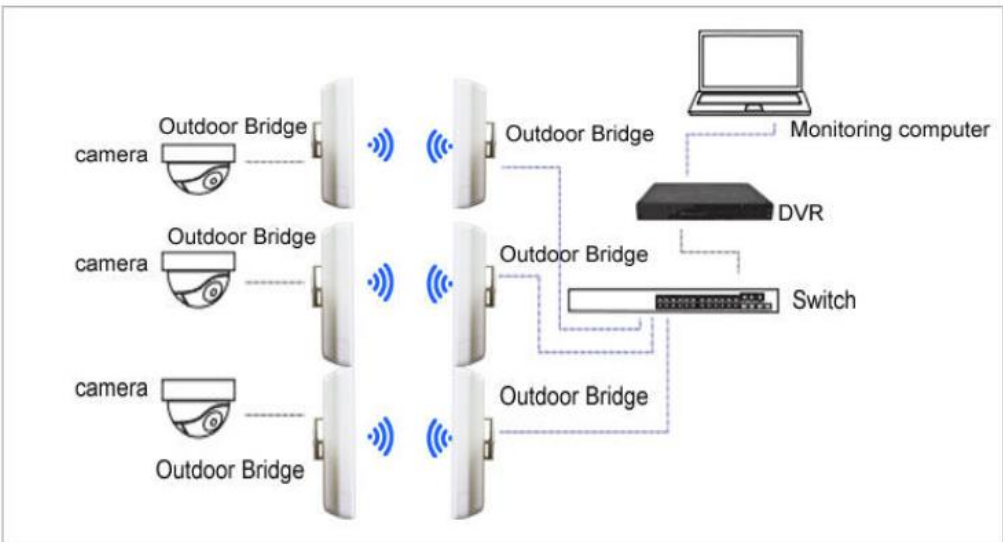 Monitoring computer
Outdoor Bridge
Outdoor Bridge
camera
DVR
Outdoor Bridge
Outdoor Bridge
camera
Switch
camera
Outdoor Bridge
Outdoor Bridge